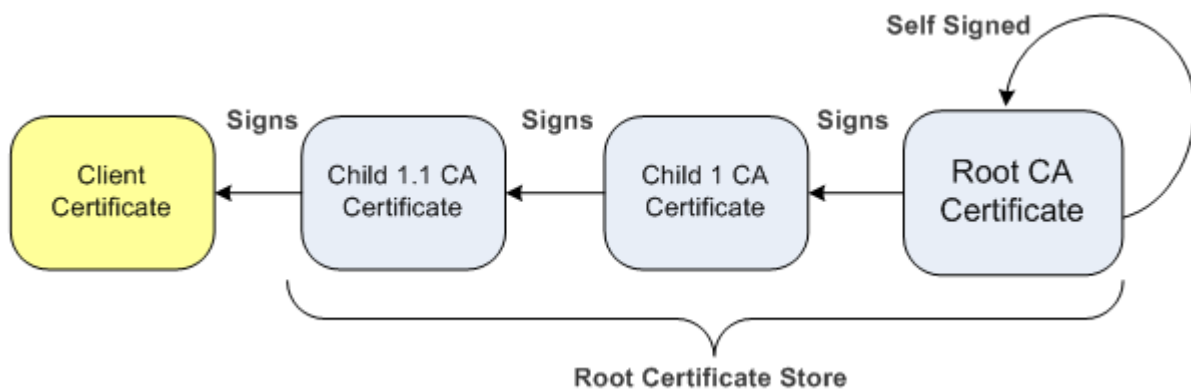 Self Signed
Signs
Signs
Signs
Client
Certificate
Child 1.1 CA
Certificate
Child 1 CA
Certificate
Root CA
Certificate
Root Certificate Store